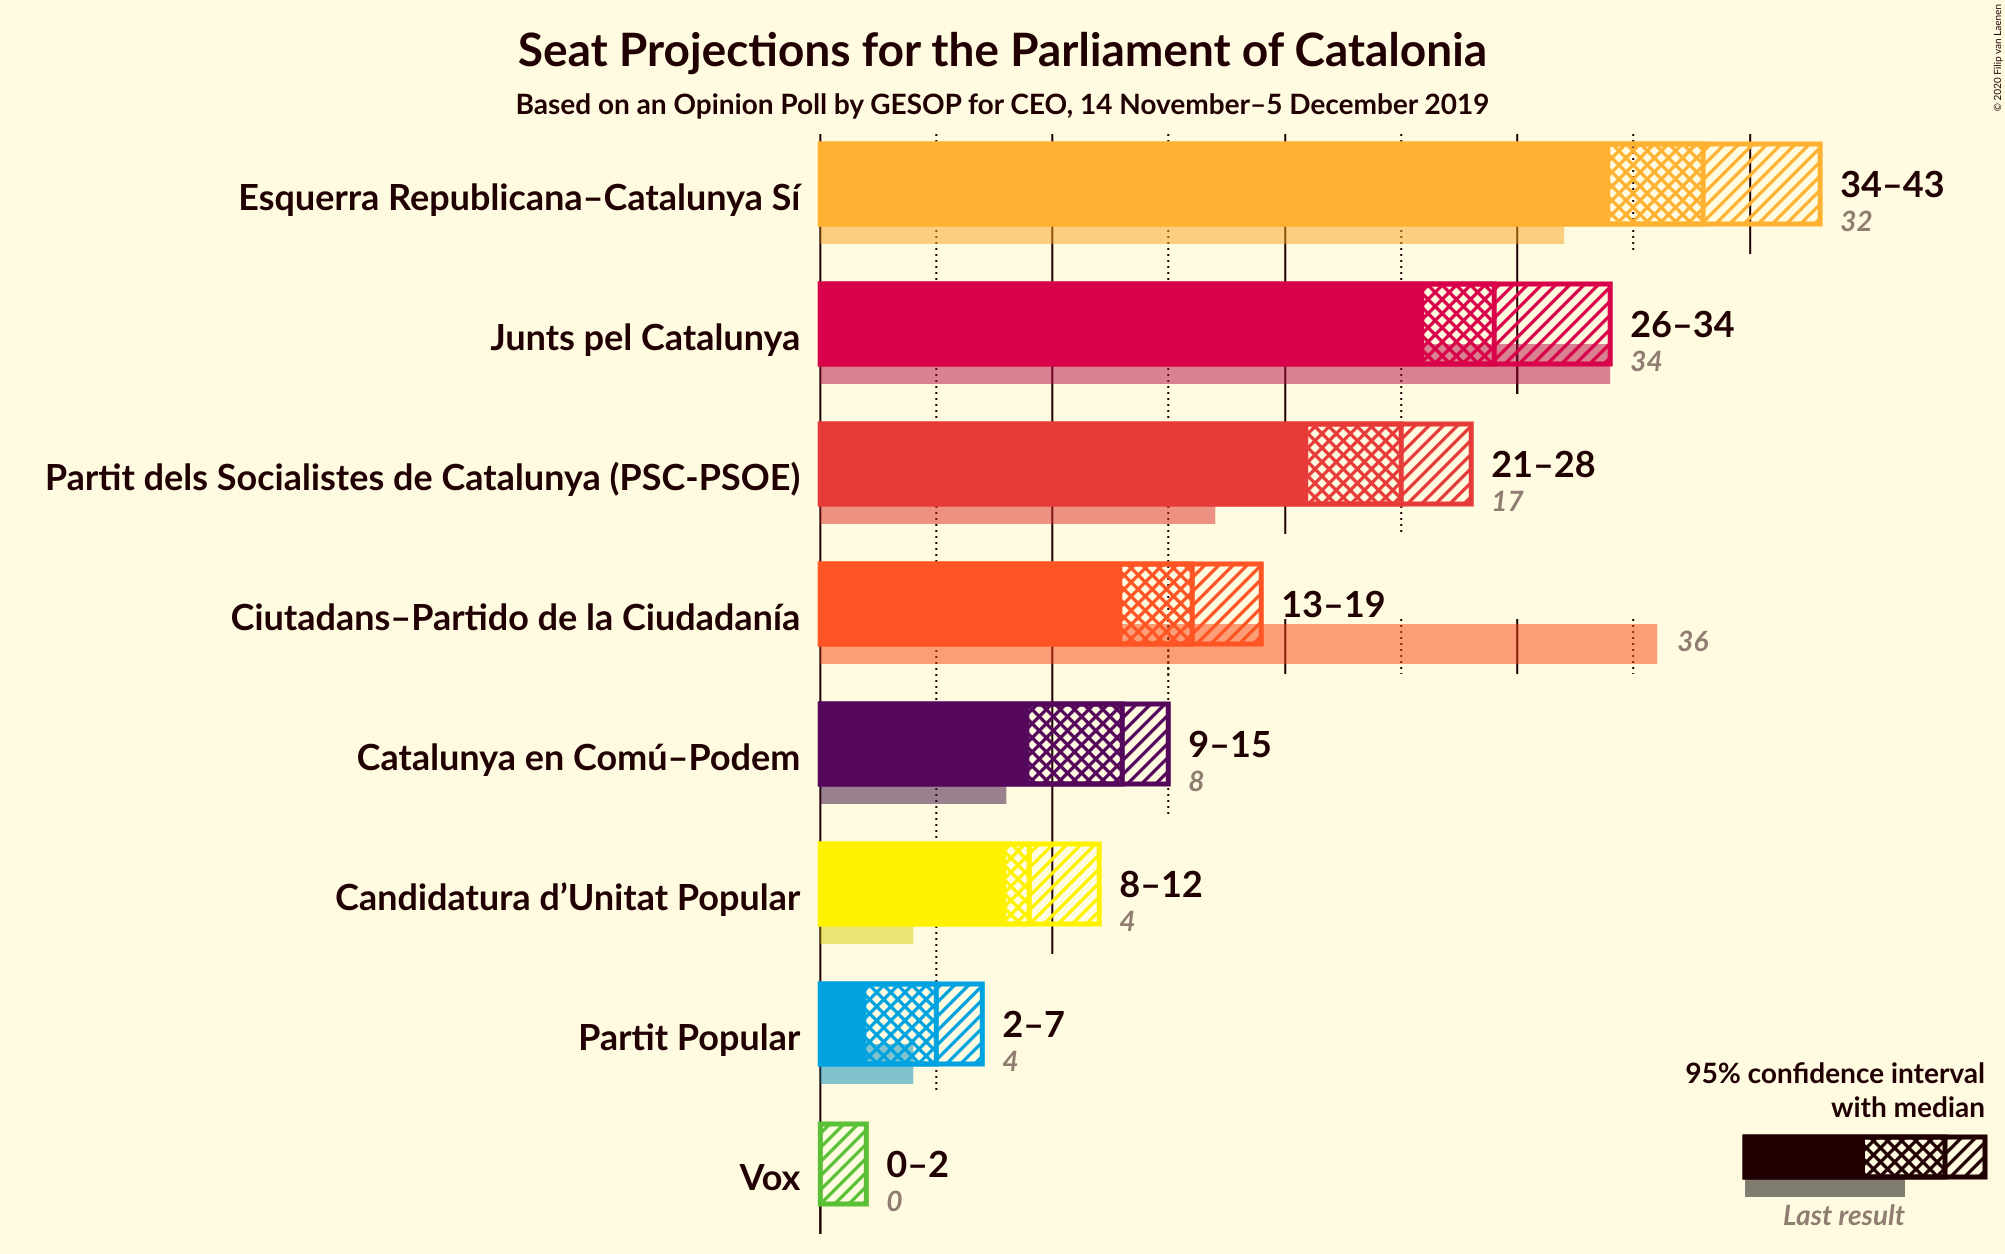 Seat Projections for the Parliament of Catalonia
Based on an Opinion Poll by GESOP for CEO, 14 November–5 December 2019
© 2020 Filip van Laenen
Esquerra Republicana–Catalunya Sí
34–43
32
Junts pel Catalunya
26–34
34
Partit dels Socialistes de Catalunya (PSC-PSOE)
21–28
17
Ciutadans–Partido de la Ciudadanía
13–19
36
Catalunya en Comú–Podem
9–15
8
Candidatura d’Unitat Popular
8–12
4
Partit Popular
2–7
4
Vox
0–2
0
95% confidence interval
with median
Last result